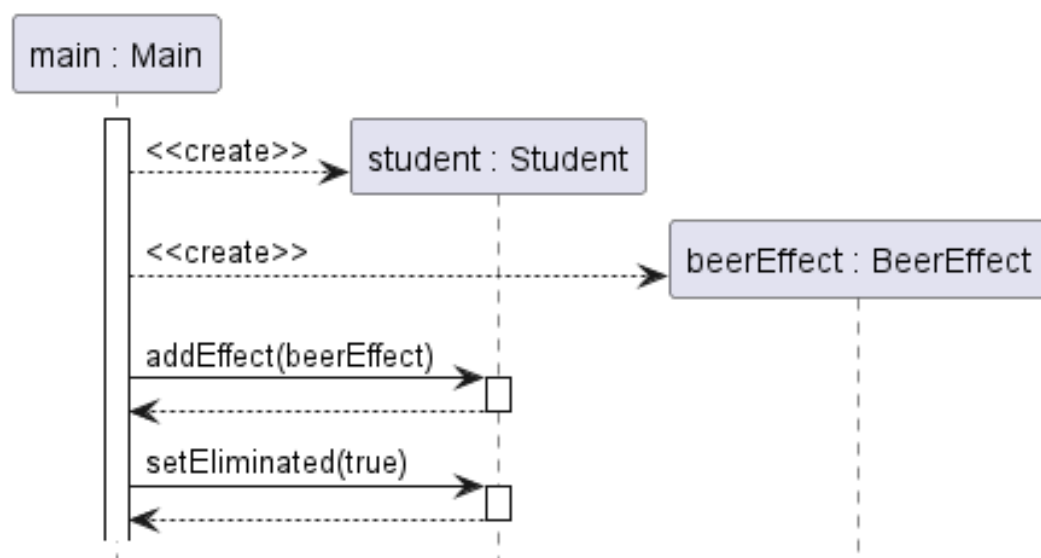 main : Main
<<create>>
student : Student
<<create>>
beerEffect : BeerEffect
addEffect(beerEffect)
setEliminated(true)